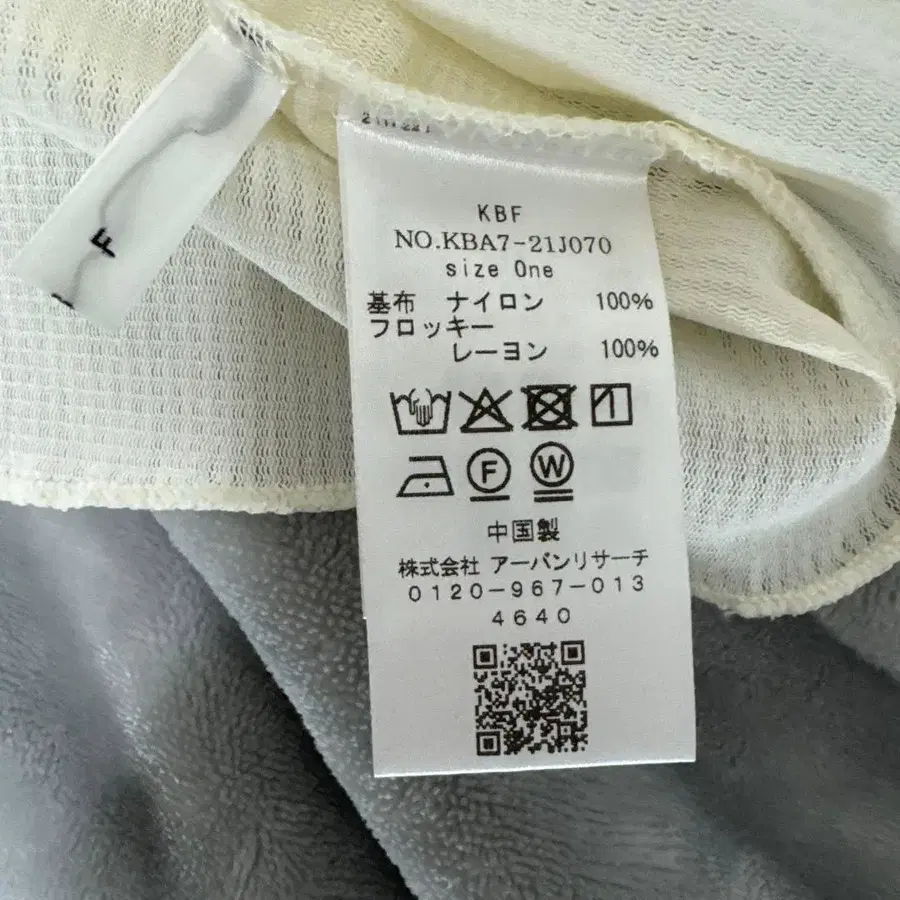 F
KBF
NO.KBA7-21J070
size One
基布 ナイロン 100%
フロッキー
レーヨン 100%
F W
中国製
株式会社 アーバンリサーチ
0120-967-013
4640